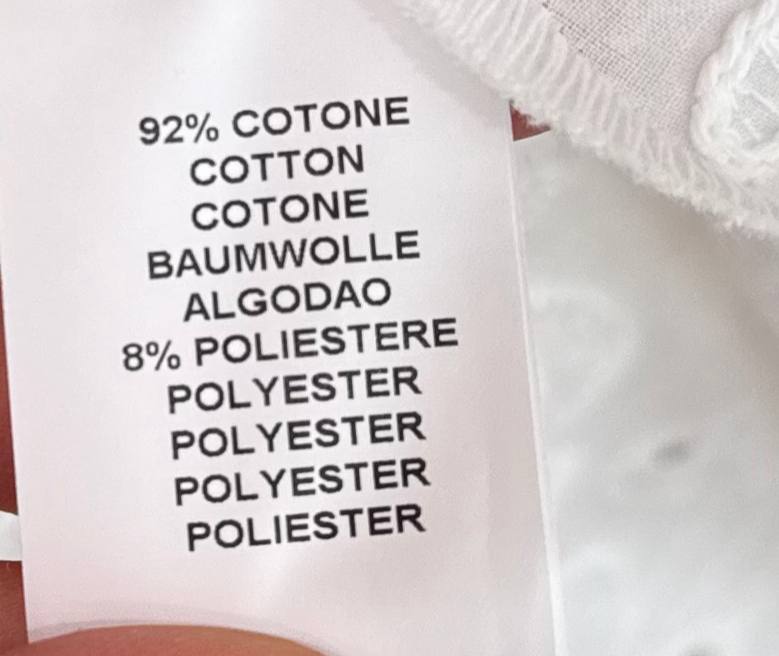 92% COTONE
COTTON
COTONE
BAUMWOLLE
ALGODAO
8% POLIESTERE
POLYESTER
POLYESTER
POLYESTER
POLIESTER